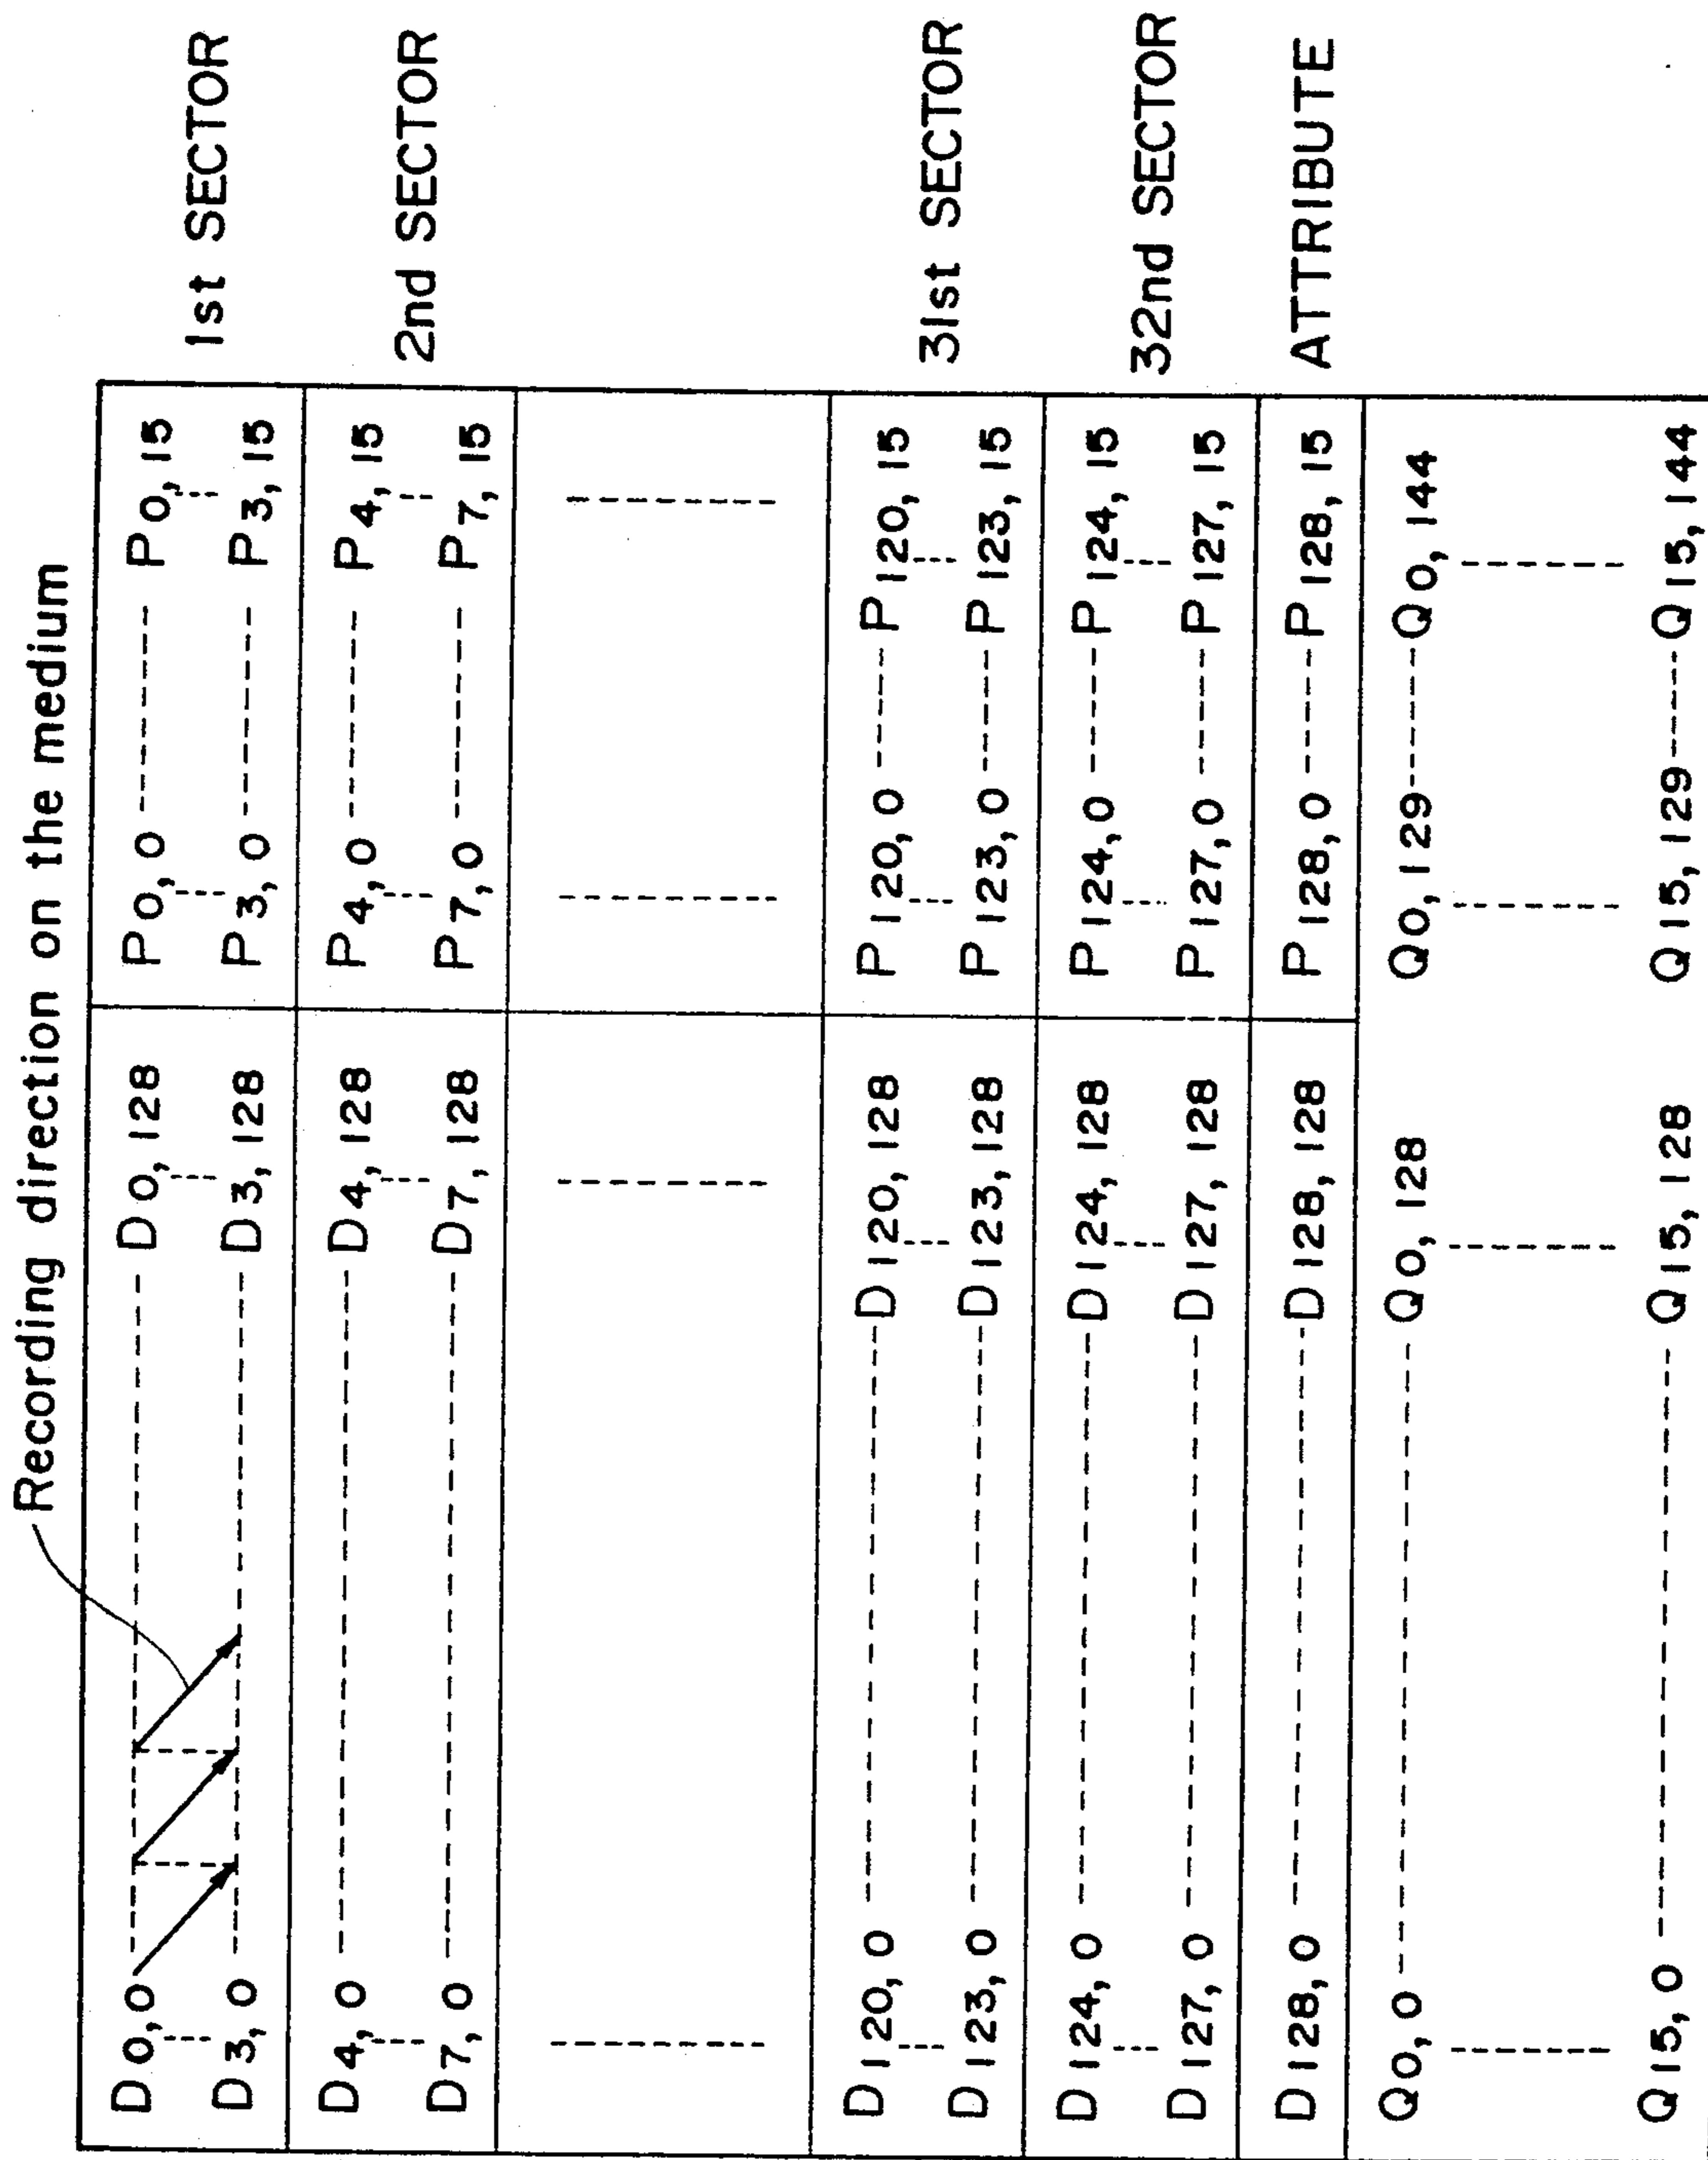 Recording direction on the medium
D0,0 ---------- D0,128 P0,0 ------ P0,15 1st SECTOR
D3,0 ---------- D3,128 P3,0 ------ P3,15
D4,0 ---------- D4,128 P4,0 ------ P4,15 2nd SECTOR
D7,0 ---------- D7,128 P7,0 ------ P7,15
D120,0 ---------- D120,128 P120,0 ------ P120,15 31st SECTOR
D123,0 ---------- D123,128 P123,0 ------ P123,15
D124,0 ---------- D124,128 P124,0 ------ P124,15 32nd SECTOR
D127,0 ---------- D127,128 P127,0 ------ P127,15
D128,0 ---------- D128,128 P128,0 ------ P128,15 ATTRIBUTE
Q0,0 ---------- Q0,128 Q0,129 ------ Q0,144
Q15,0 ---------- Q15,128 Q15,129 ------ Q15,144